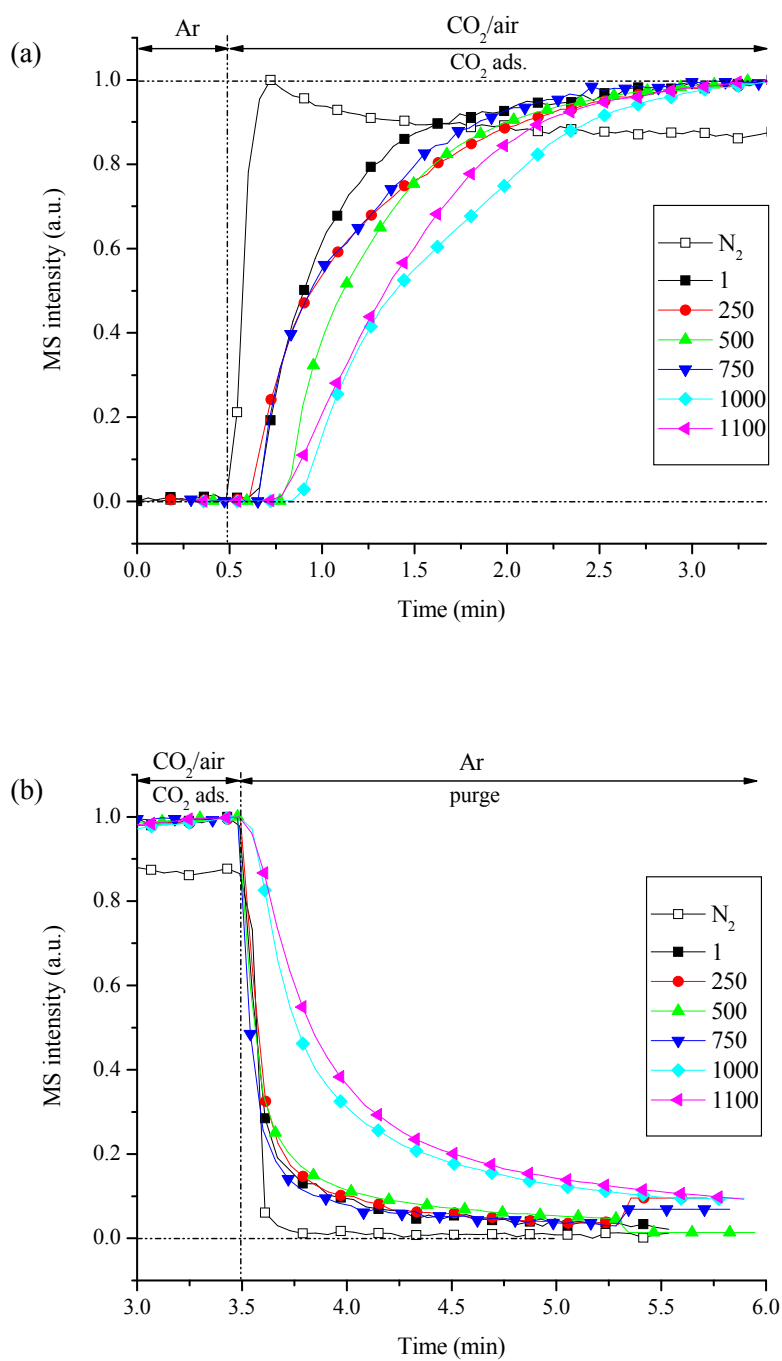 (a)
Ar
CO2/air
CO2 ads.
MS intensity (a.u.)
1.0
0.8
0.6
0.4
0.2
0.0
N2
1
250
500
750
1000
1100
0.0 0.5 1.0 1.5 2.0 2.5 3.0
Time (min)
(b)
CO2/air
CO2 ads.
Ar
purge
MS intensity (a.u.)
1.0
0.8
0.6
0.4
0.2
0.0
N2
1
250
500
750
1000
1100
3.0 3.5 4.0 4.5 5.0 5.5 6.0
Time (min)